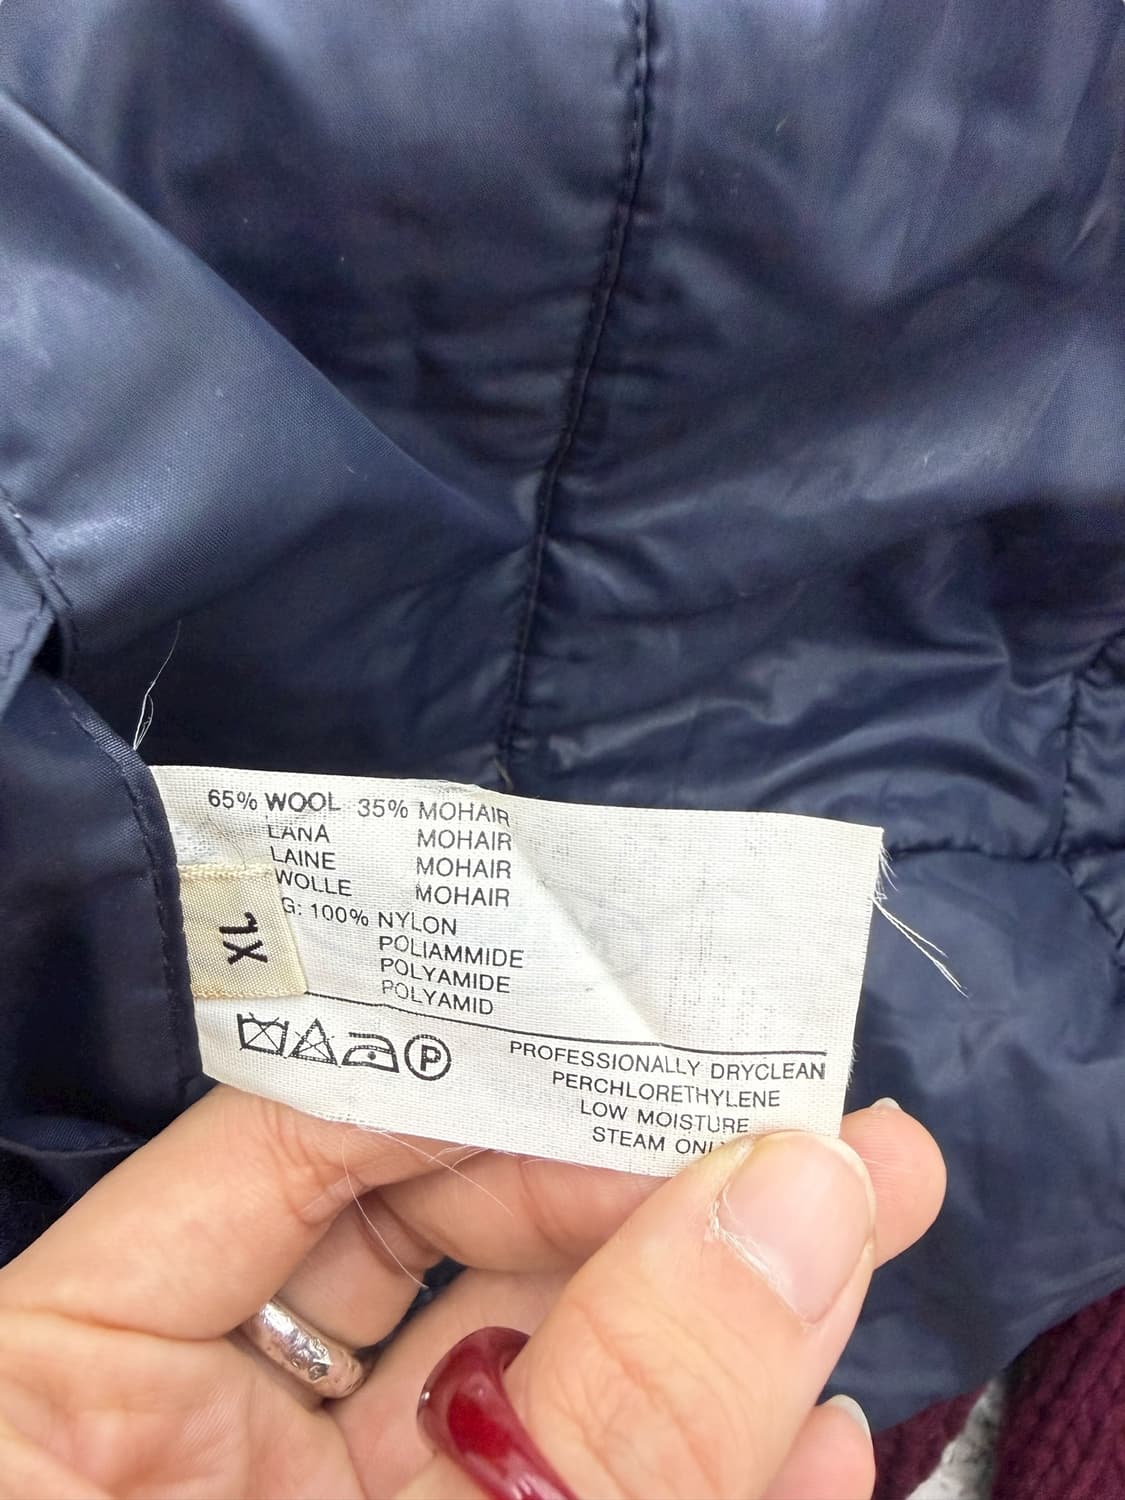 65% WOOL 35% MOHAIR
LANA MOHAIR
LAINE MOHAIR
WOLLE MOHAIR
G: 100% NYLON
POLIAMMIDE
POLYAMIDE
POLYAMID
XL
P
PROFESSIONALLY DRYCLEAN
PERCHLORETHYLENE
LOW MOISTURE
STEAM ONL